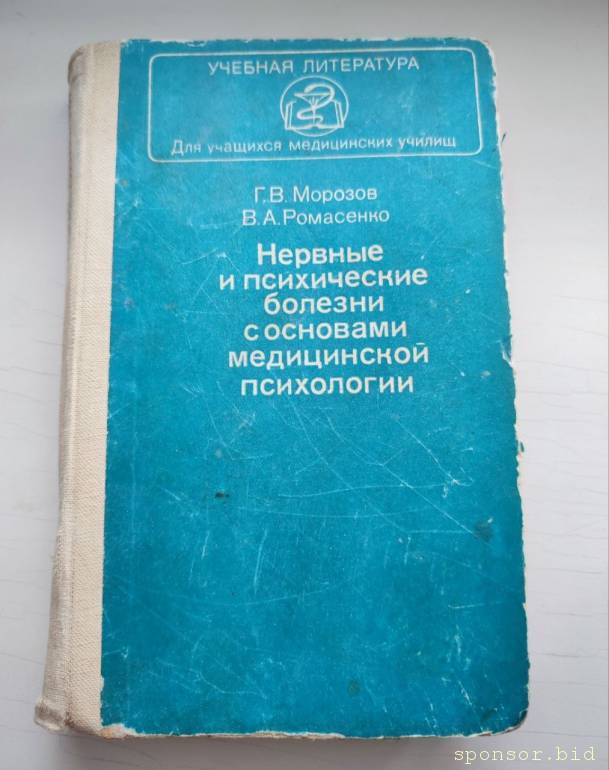 УЧЕБНАЯ ЛИТЕРАТУРА
Для учащихся медицинских училищ
Г.В. Морозов
В.А. Ромасенко
Нервные
и психические
болезни
с основами
медицинской
психологии
sponsor.bid